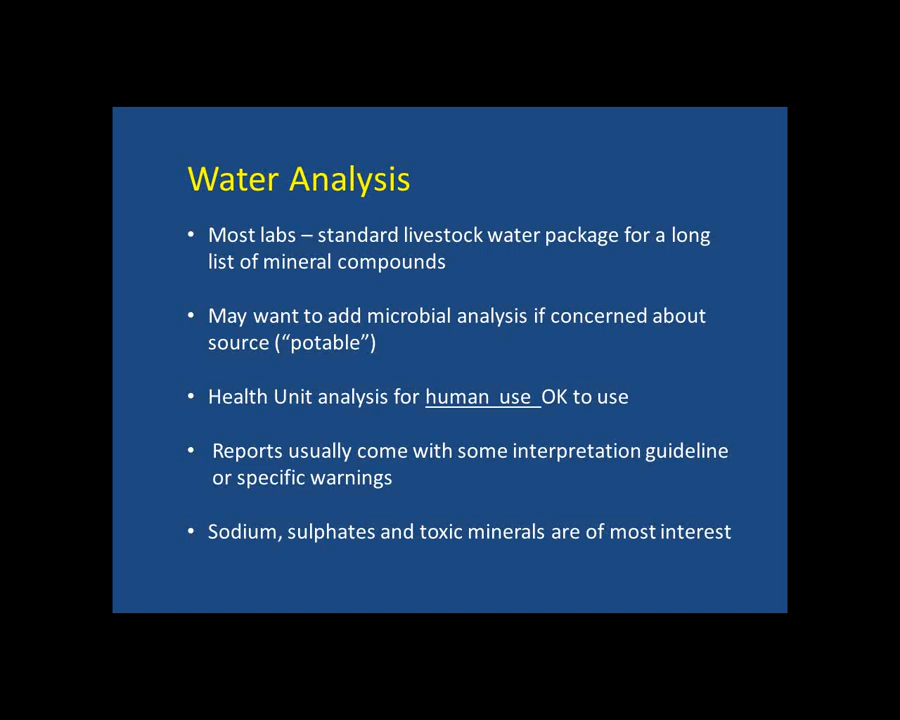 Water Analysis
• Most labs – standard livestock water package for a long
list of mineral compounds
• May want to add microbial analysis if concerned about
source (“potable”)
• Health Unit analysis for human use OK to use
• Reports usually come with some interpretation guideline
or specific warnings
• Sodium, sulphates and toxic minerals are of most interest